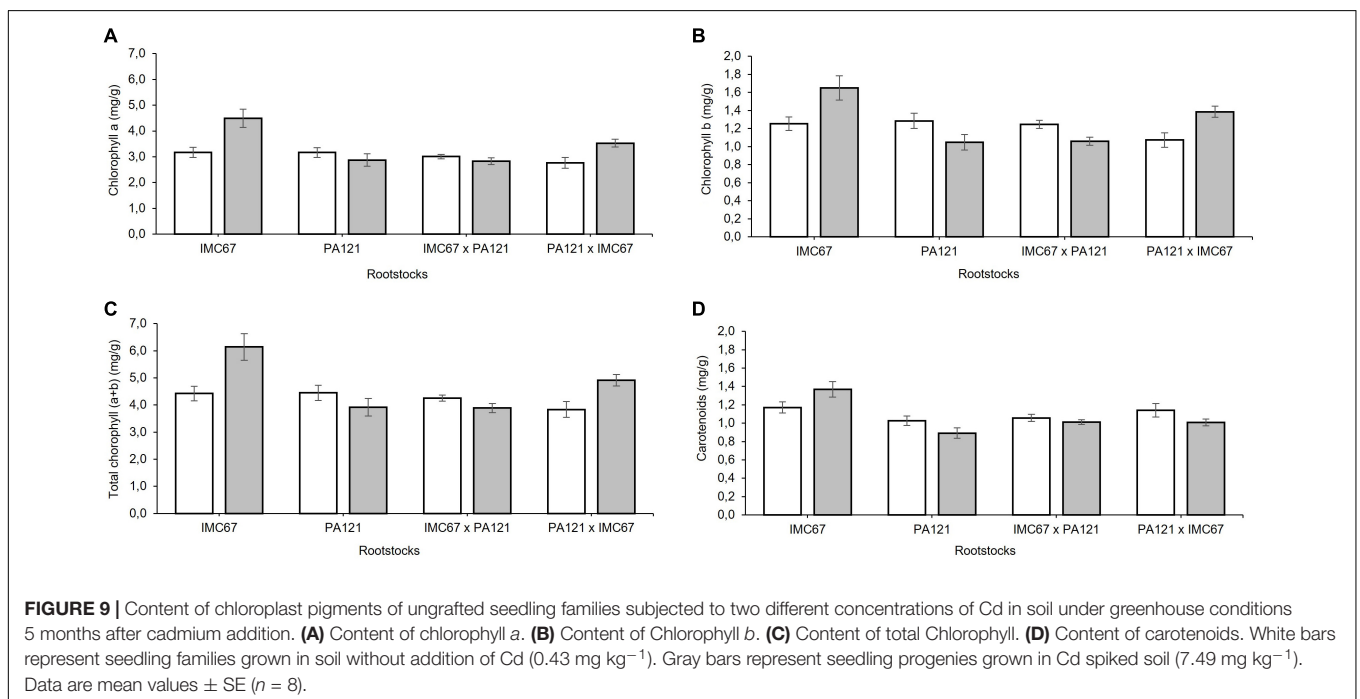 A
7,0
6,0
5,0
4,0
3,0
2,0
1,0
0,0
Chlorophyll a (mg/g)
IMC67 PA121 IMC67 x PA121 PA121 x IMC67
Rootstocks
B
2,0
1,8
1,6
1,4
1,2
1,0
0,8
0,6
0,4
0,2
0,0
Chlorophyll b (mg/g)
IMC67 PA121 IMC67 x PA121 PA121 x IMC67
Rootstocks
C
7,0
6,0
5,0
4,0
3,0
2,0
1,0
0,0
Total chorophyll (a+b) (mg/g)
IMC67 PA121 IMC67 x PA121 PA121 x IMC67
Rootstocks
D
2,0
1,8
1,6
1,4
1,2
1,0
0,8
0,6
0,4
0,2
0,0
Carotenoids (mg/g)
IMC67 PA121 IMC67 x PA121 PA121 x IMC67
Rootstocks
FIGURE 9 | Content of chloroplast pigments of ungrafted seedling families subjected to two different concentrations of Cd in soil under greenhouse conditions
5 months after cadmium addition. (A) Content of chlorophyll a. (B) Content of Chlorophyll b. (C) Content of total Chlorophyll. (D) Content of carotenoids. White bars
represent seedling families grown in soil without addition of Cd (0.43 mg kg⁻¹). Gray bars represent seedling progenies grown in Cd spiked soil (7.49 mg kg⁻¹).
Data are mean values ± SE (n = 8).